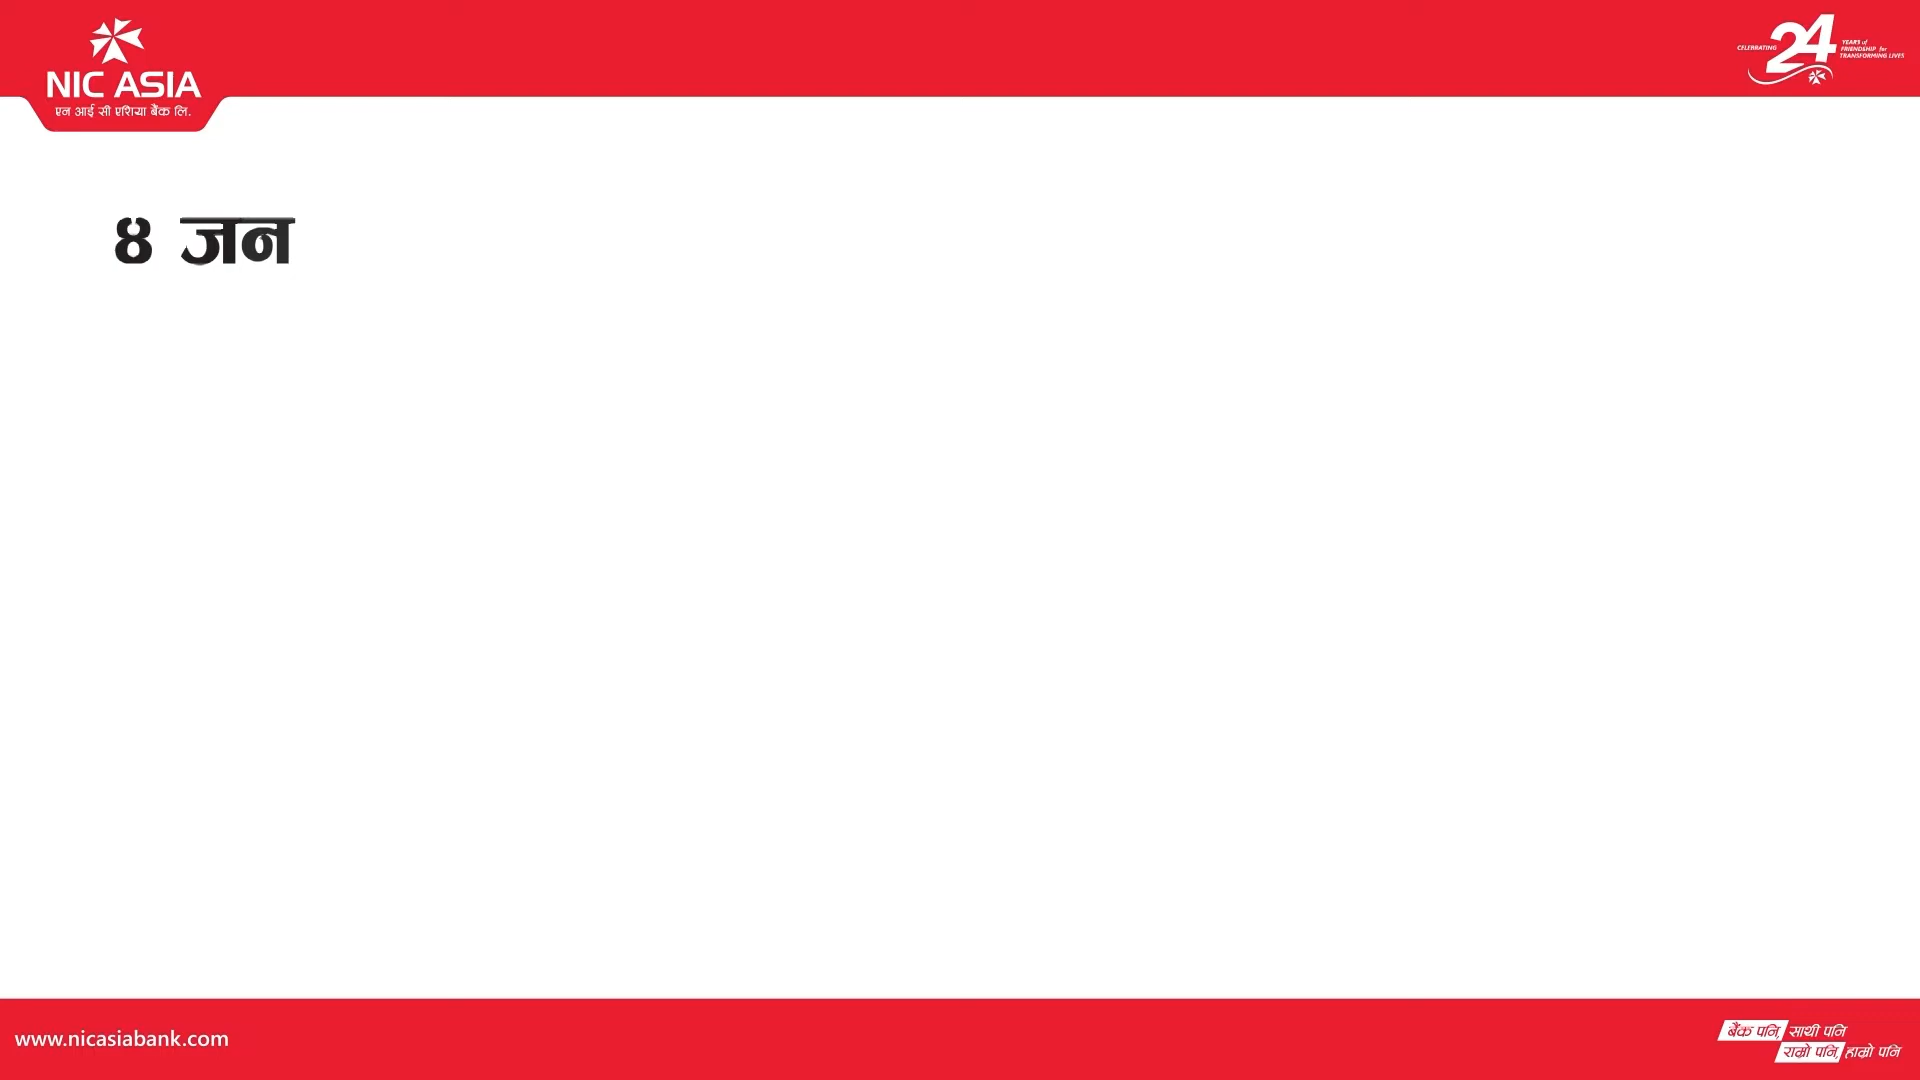 NIC ASIA
एन आई सी एशिया बैंक लि.
CELEBRATING 24 YEARS of
FRIENDSHIP for
TRANSFORMING LIVES
४ जन
www.nicasiabank.com
बैंक पनि, साथी पनि
राम्रो पनि, हाम्रो पनि